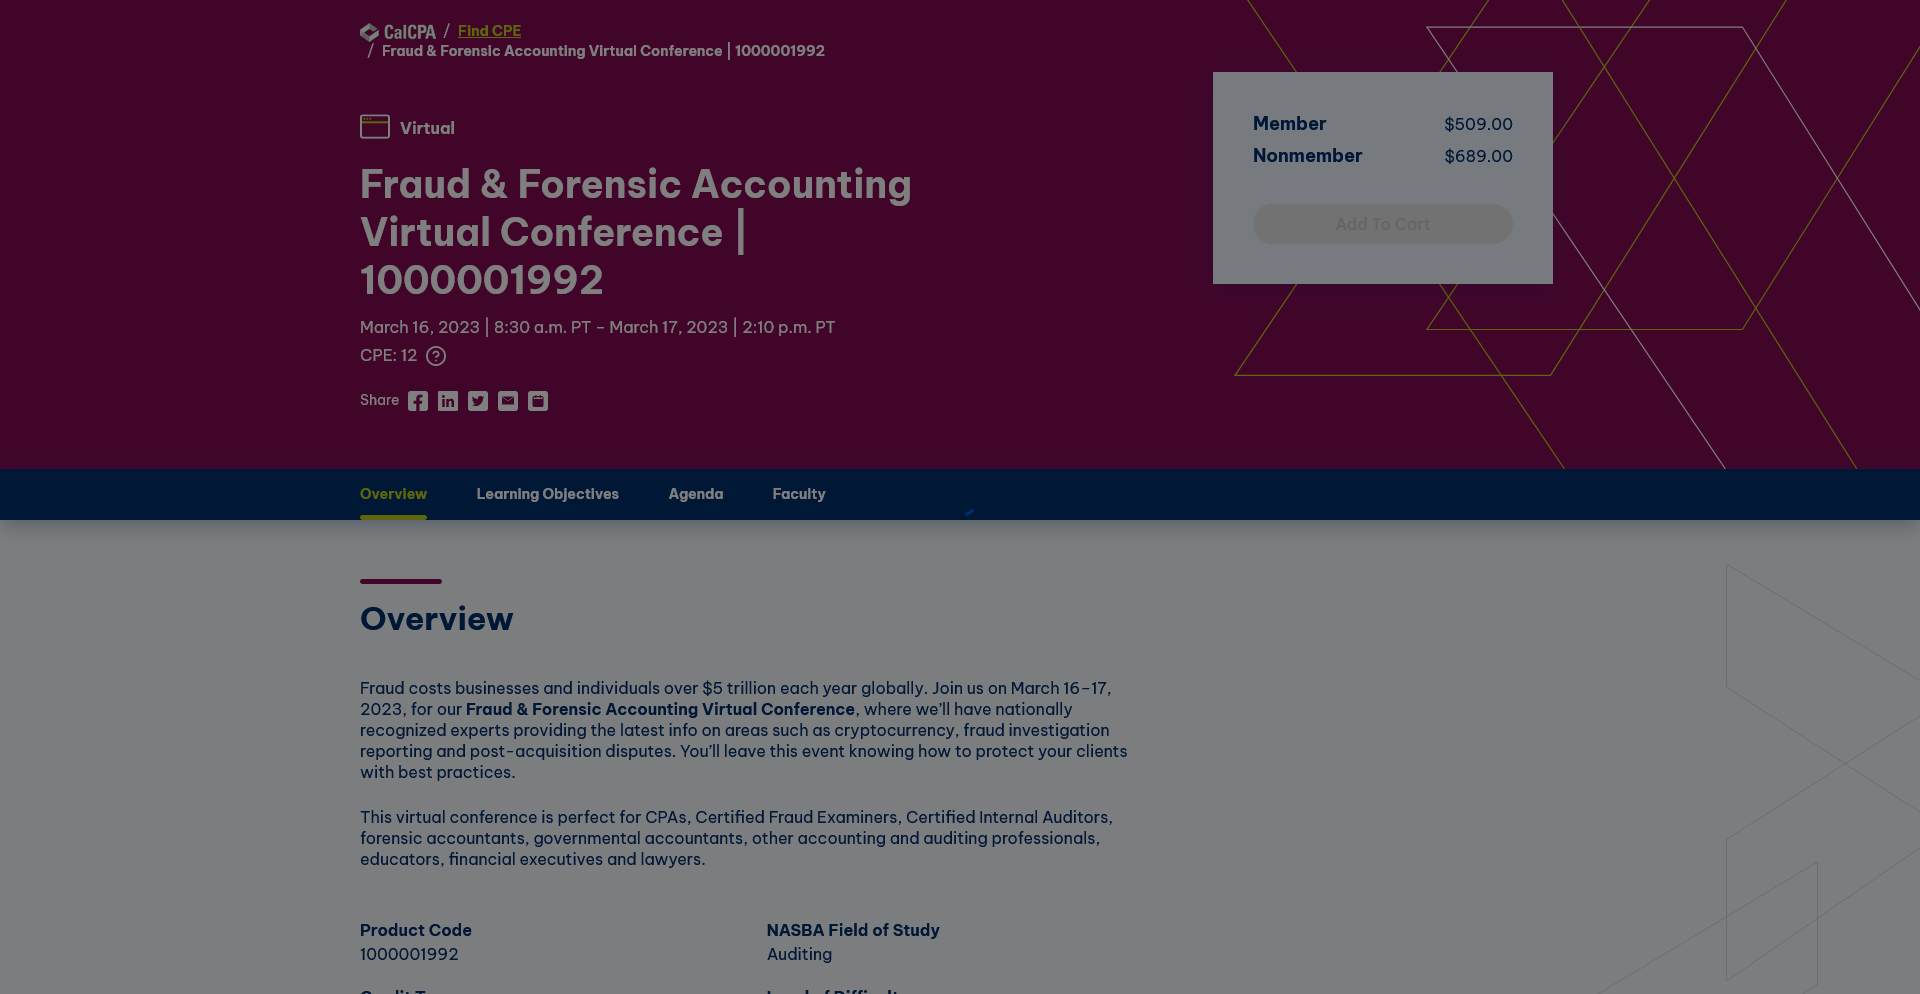 CalCPA / Find CPE
/ Fraud & Forensic Accounting Virtual Conference | 1000001992
Virtual
Fraud & Forensic Accounting
Virtual Conference |
1000001992
March 16, 2023 | 8:30 a.m. PT – March 17, 2023 | 2:10 p.m. PT
CPE: 12 ?
Share
Member $509.00
Nonmember $689.00
Add To Cart
Overview Learning Objectives Agenda Faculty
Overview
Fraud costs businesses and individuals over $5 trillion each year globally. Join us on March 16–17,
2023, for our Fraud & Forensic Accounting Virtual Conference, where we’ll have nationally
recognized experts providing the latest info on areas such as cryptocurrency, fraud investigation
reporting and post-acquisition disputes. You’ll leave this event knowing how to protect your clients
with best practices.
This virtual conference is perfect for CPAs, Certified Fraud Examiners, Certified Internal Auditors,
forensic accountants, governmental accountants, other accounting and auditing professionals,
educators, financial executives and lawyers.
Product Code
1000001992
NASBA Field of Study
Auditing